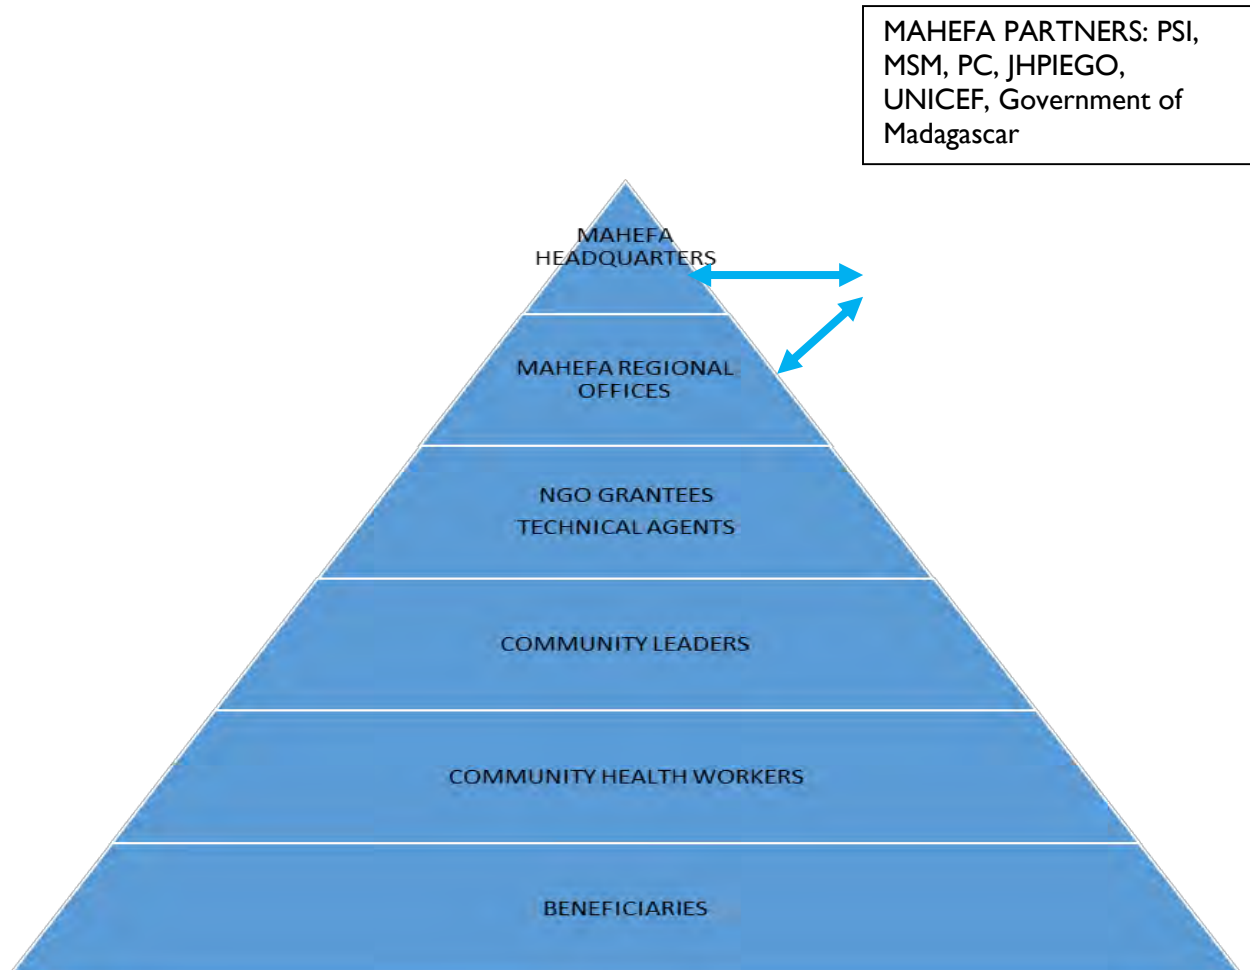 MAHEFA PARTNERS: PSI,
MSM, PC, JHPIEGO,
UNICEF, Government of
Madagascar
MAHEFA
HEADQUARTERS
MAHEFA REGIONAL
OFFICES
NGO GRANTEES
TECHNICAL AGENTS
COMMUNITY LEADERS
COMMUNITY HEALTH WORKERS
BENEFICIARIES